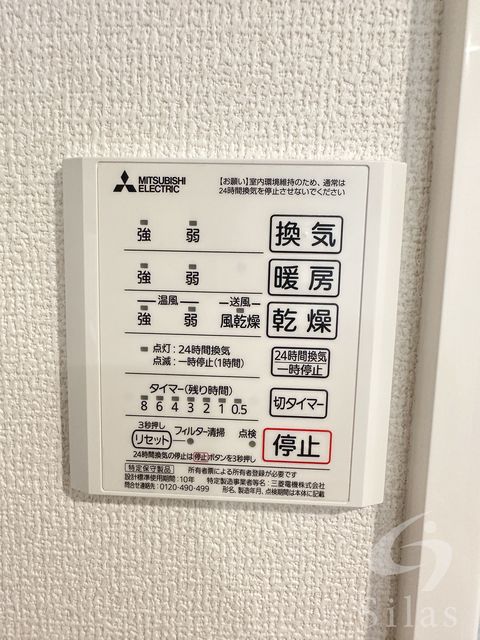 MITSUBISHI
ELECTRIC
【お願い】室内環境維持のため、通常は
24時間換気を停止させないでください
強 弱 換気
強 弱 暖房
温風 送風
強 弱 風乾燥 乾燥
点灯:24時間換気
点滅:一時停止(1時間)
24時間換気
一時停止
タイマー(残り時間)
8 6 4 3 2 1 0.5
切タイマー
3秒押し
リセット フィルター清掃 点検 停止
24時間換気の停止は停止ボタンを3秒押し
特定保守製品 所有者票による所有者登録が必要です
設計標準使用期間:10年 特定製造事業者等名:三菱電機株式会社
問合せ連絡先:0120-490-499 形名、製造年月、点検期間は本体に記載
Silas